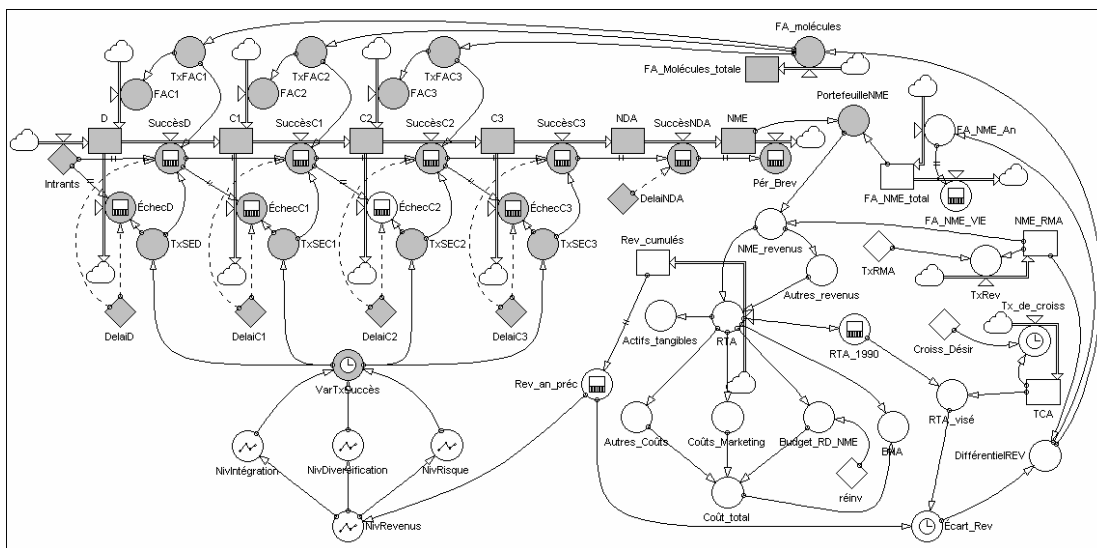 FA_molécules
TxFAC1
TxFAC2
TxFAC3
FAC1
FAC2
FAC3
FA_Molécules_totale
D
SuccèsD
C1
SuccèsC1
C2
SuccèsC2
C3
SuccèsC3
NDA
SuccèsNDA
NME
PortefeuilleNME
FA_NME_An
Intrants
Pér_Brev
FA_NME_total
ÉchecD
ÉchecC1
ÉchecC2
ÉchecC3
DelaiNDA
FA_NME_VIE
TxSED
TxSEC1
TxSEC2
TxSEC3
Rev_cumulés
NME_revenus
TxRMA
NME_RMA
TxRev
Autres_revenus
Tx_de_croiss
DelaiD
DelaiC1
DelaiC2
DelaiC3
Actifs_tangibles
RTA
RTA_1990
Croiss_Désir
VarTxSuccès
Rev_an_préc
TCA
RTA_visé
Autres_Coûts
Coûts_Marketing
Budget_RD_NME
BMA
NivIntégration
NivDiversification
NivRisque
réinv
DifférentielREV
NivRevenus
Coût_total
Écart_Rev